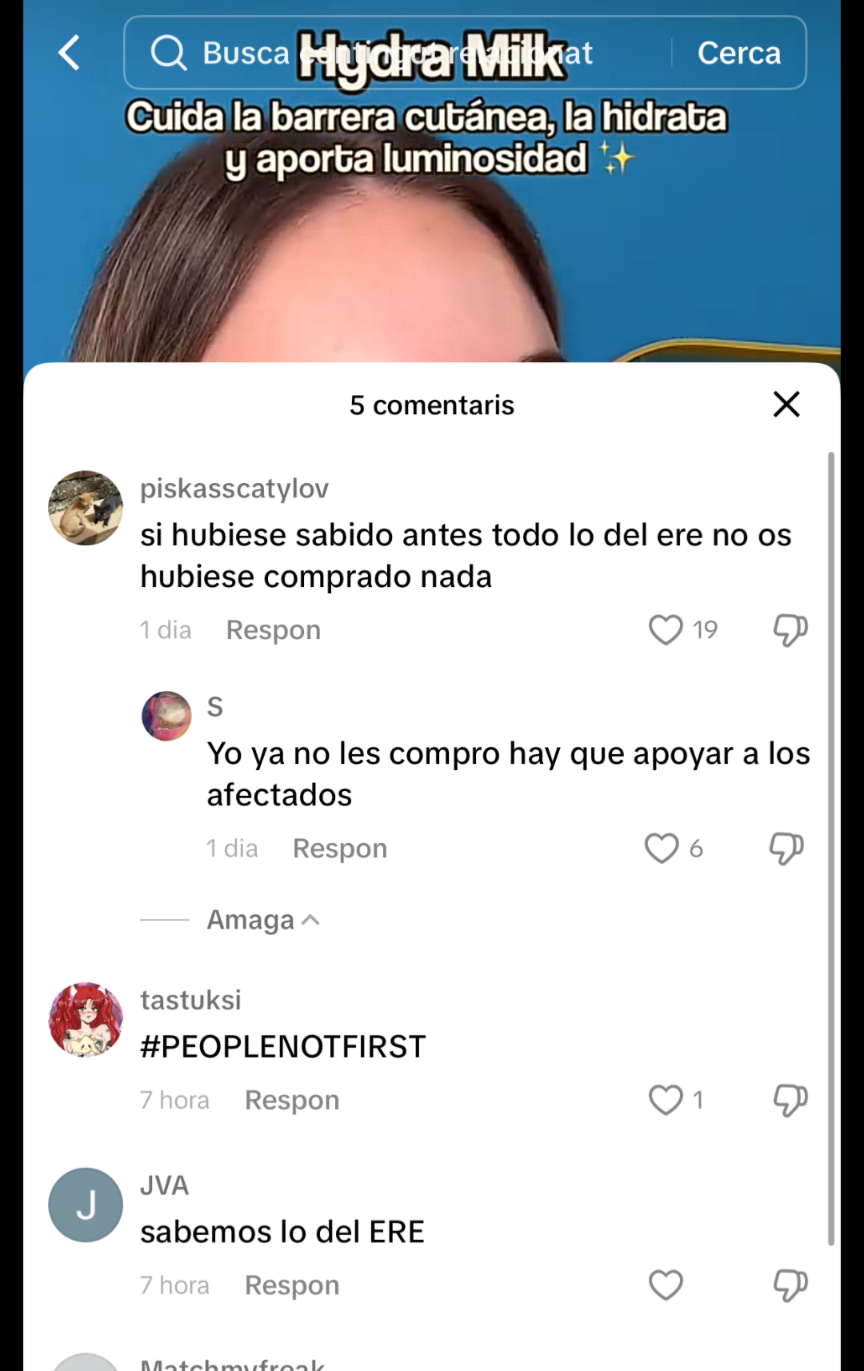 Busca contingut relacionat
Cerca
Hydra Milk
Cuida la barrera cutánea, la hidrata
y aporta luminosidad ✨
5 comentaris
piskasscatylov
si hubiese sabido antes todo lo del ere no os
hubiese comprado nada
1 dia Respon 19
S
Yo ya no les compro hay que apoyar a los
afectados
1 dia Respon 6
Amaga
tastuksi
#PEOPLENOTFIRST
7 hora Respon 1
J
JVA
sabemos lo del ERE
7 hora Respon
Matchmyfreak